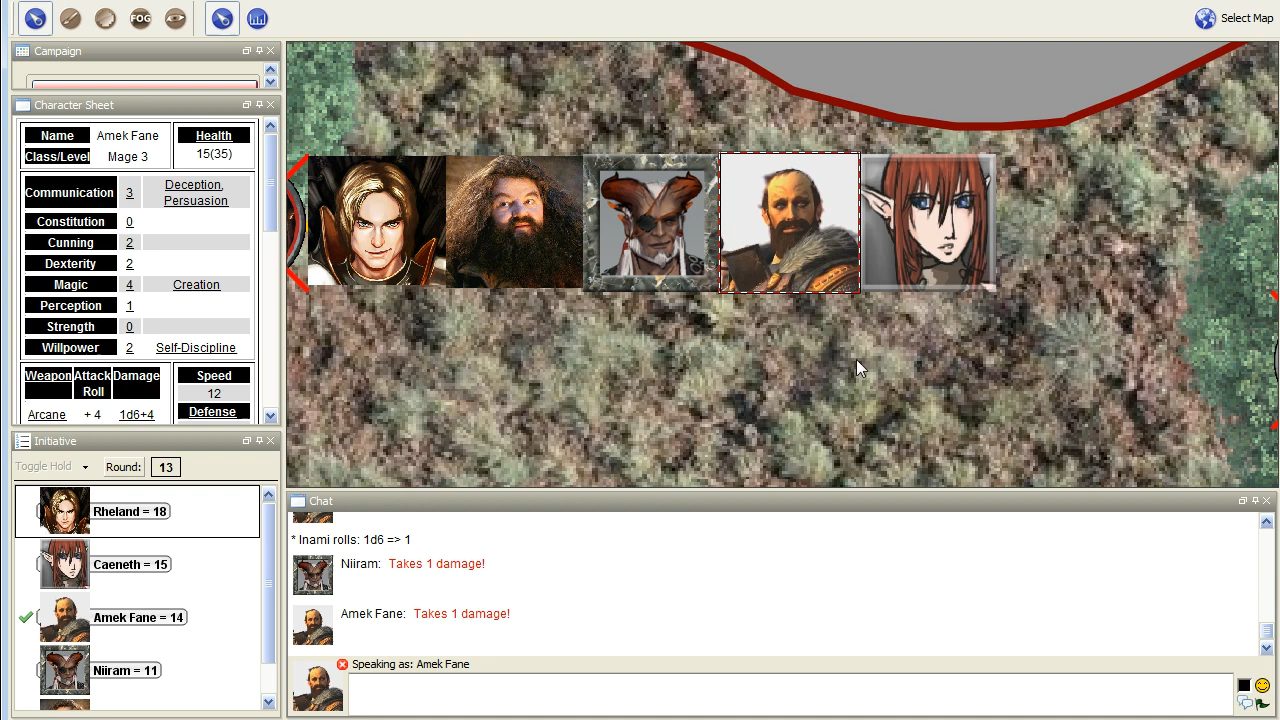 FOG
Select Map
Campaign
Character Sheet
Name Amek Fane Health
Class/Level Mage 3 15(35)
Communication 3 Deception, Persuasion
Constitution 0
Cunning 2
Dexterity 2
Magic 4 Creation
Perception 1
Strength 0
Willpower 2 Self-Discipline
Weapon Attack Roll Damage Speed
12
Arcane + 4 1d6+4 Defense
Initiative
Toggle Hold Round: 13
Rheland = 18
Caeneth = 15
Amek Fane = 14
Niiram = 11
Chat
* Inami rolls: 1d6 => 1
Niiram: Takes 1 damage!
Amek Fane: Takes 1 damage!
Speaking as: Amek Fane